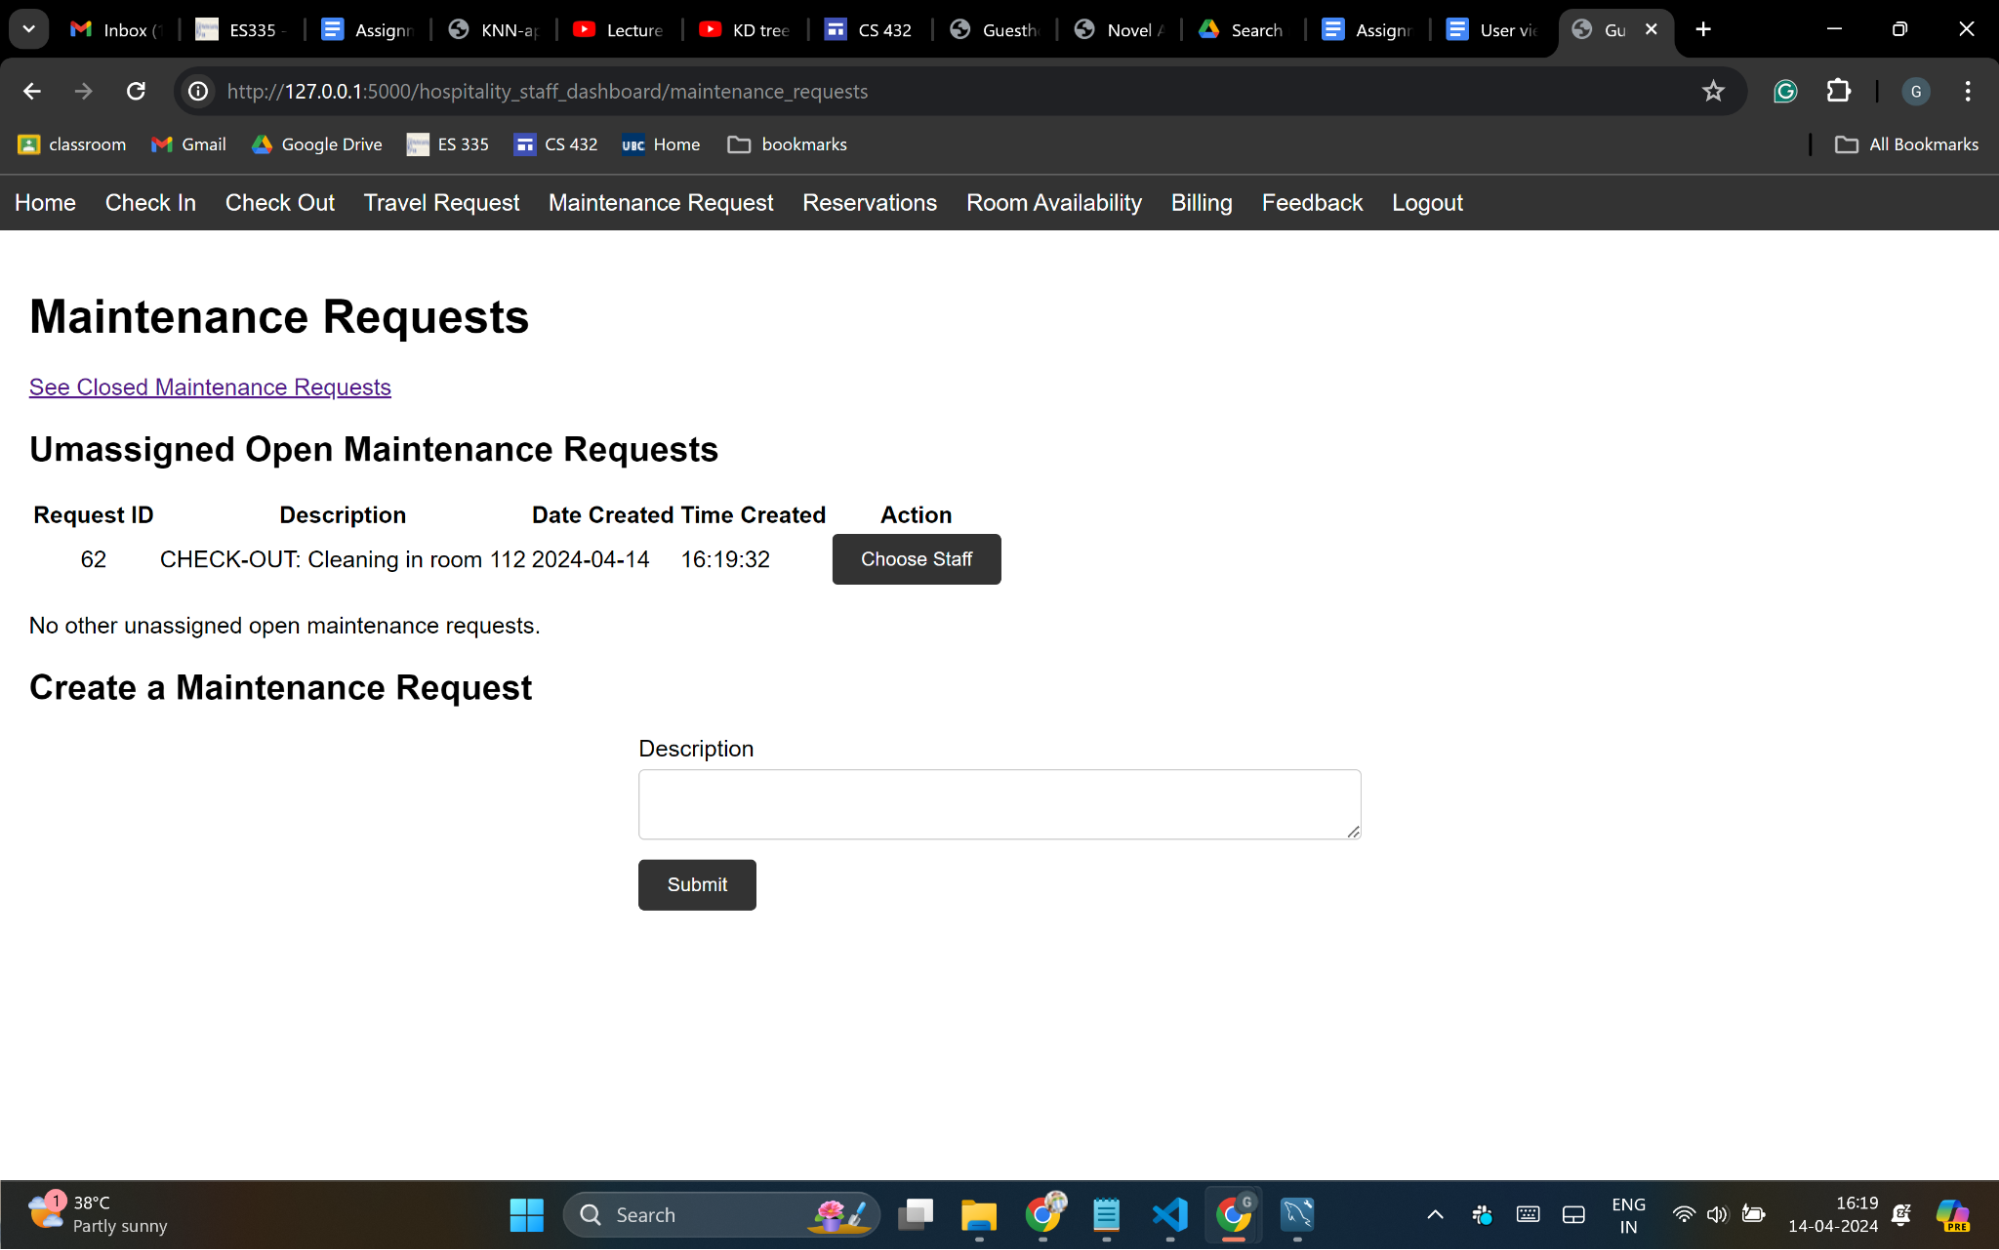 Inbox (1 ES335 - Assignn KNN-ap Lecture KD tree CS 432 Guesth Novel A Search Assignn User vie Gu
http://127.0.0.1:5000/hospitality_staff_dashboard/maintenance_requests G
classroom Gmail Google Drive ES 335 CS 432 UBC Home bookmarks All Bookmarks
Home Check In Check Out Travel Request Maintenance Request Reservations Room Availability Billing Feedback Logout
Maintenance Requests
See Closed Maintenance Requests
Umassigned Open Maintenance Requests
Request ID Description Date Created Time Created Action
62 CHECK-OUT: Cleaning in room 112 2024-04-14 16:19:32 Choose Staff
No other unassigned open maintenance requests.
Create a Maintenance Request
Description
Submit
1 38°C
Partly sunny
Search
G
ENG
IN
16:19
14-04-2024
PRE